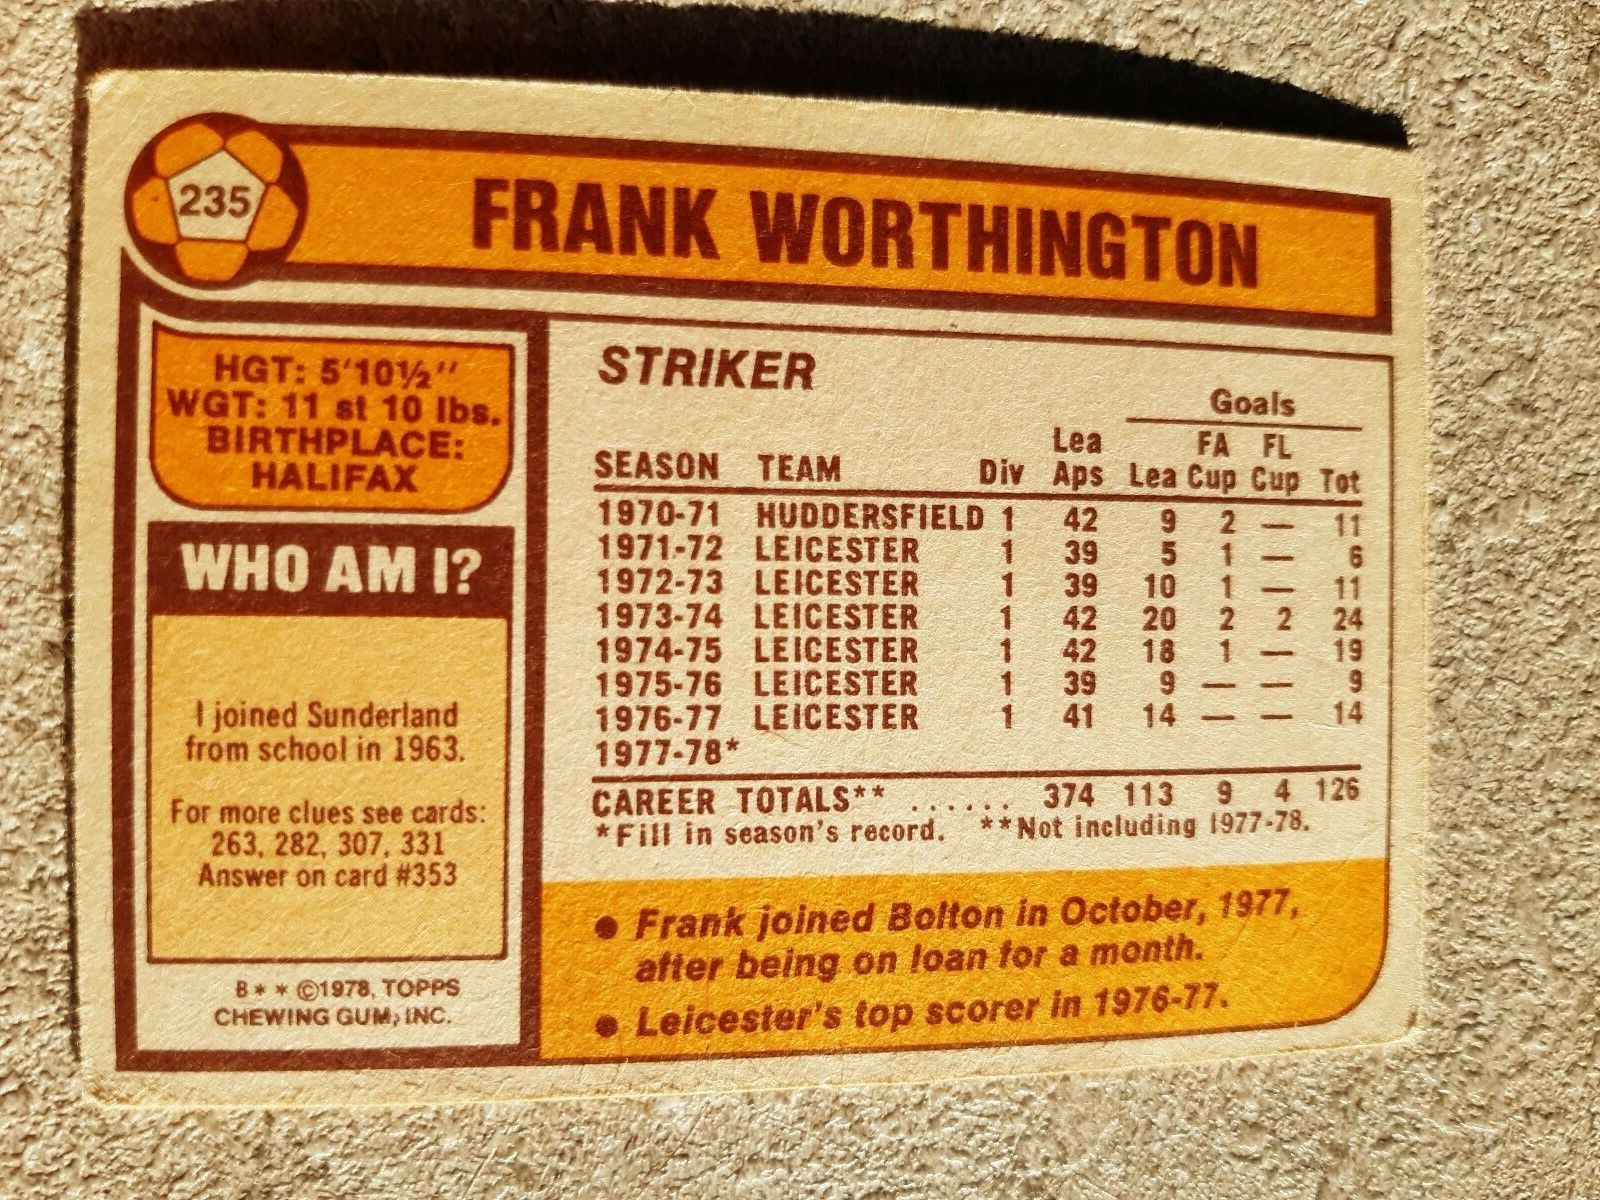 235
FRANK WORTHINGTON
HGT: 5'10½"
WGT: 11 st 10 lbs.
BIRTHPLACE:
HALIFAX
WHO AM I?
I joined Sunderland
from school in 1963.
For more clues see cards:
263, 282, 307, 331
Answer on card #353
B * * ©1978, TOPPS
CHEWING GUM, INC.
STRIKER
Goals
Lea FA FL
SEASON TEAM Div Aps Lea Cup Cup Tot
1970-71 HUDDERSFIELD 1 42 9 2 — 11
1971-72 LEICESTER 1 39 5 1 — 6
1972-73 LEICESTER 1 39 10 1 — 11
1973-74 LEICESTER 1 42 20 2 2 24
1974-75 LEICESTER 1 42 18 1 — 19
1975-76 LEICESTER 1 39 9 — — 9
1976-77 LEICESTER 1 41 14 — — 14
1977-78*
CAREER TOTALS** ...... 374 113 9 4 126
*Fill in season's record. **Not including 1977-78.
● Frank joined Bolton in October, 1977,
after being on loan for a month.
● Leicester's top scorer in 1976-77.